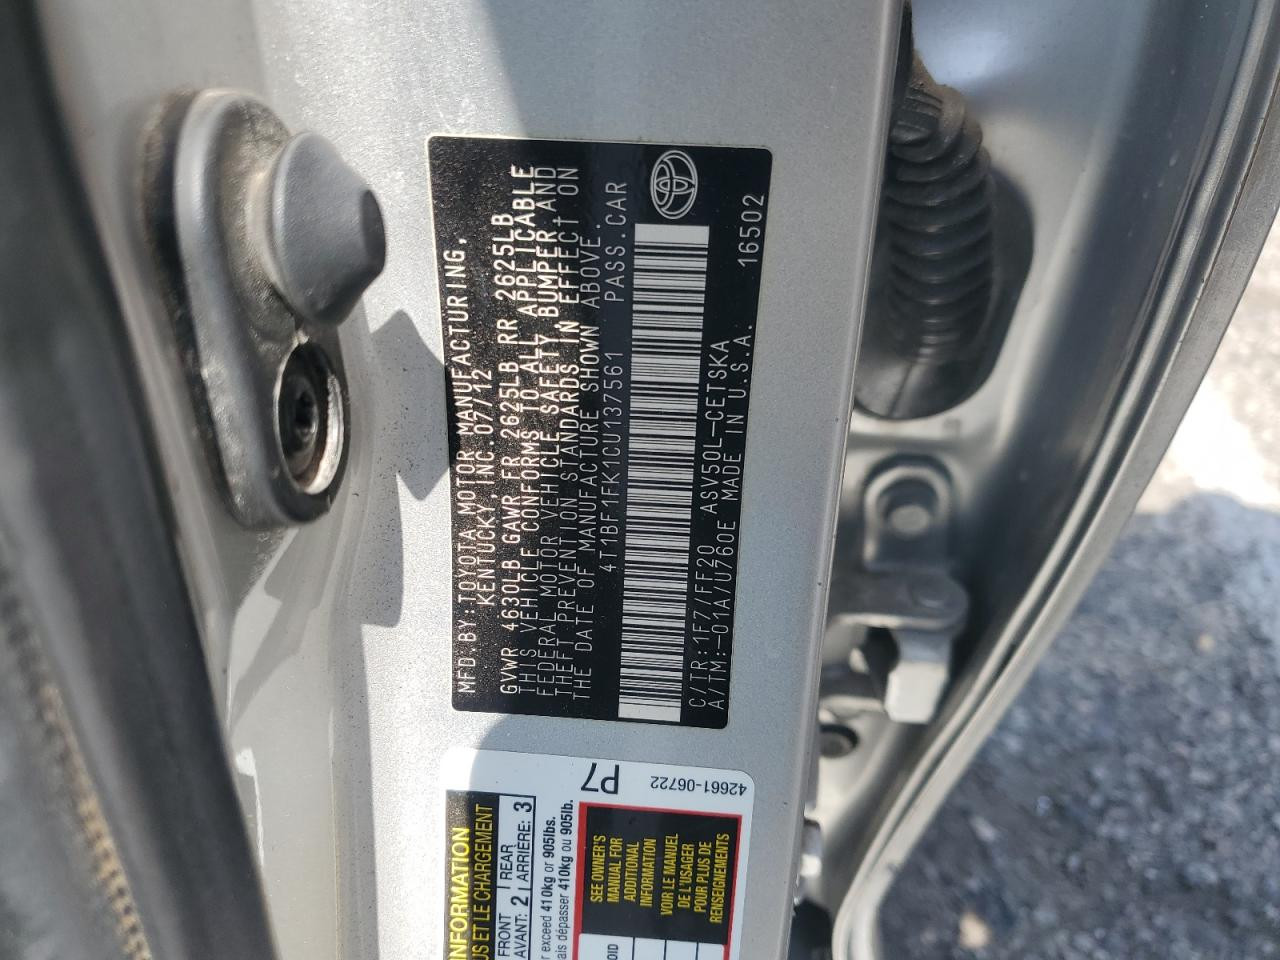 MFD.BY:TOYOTA MOTOR MANUFACTURING,
KENTUCKY,INC.07/12
GVWR 4630LB GAWR FR 2625LB RR 2625LB
THIS VEHICLE CONFORMS TO ALL APPLICABLE
FEDERAL MOTOR VEHICLE SAFETY, BUMPER, AND
THEFT PREVENTION STANDARDS IN EFFECT ON
THE DATE OF MANUFACTURE SHOWN ABOVE.
4T1BF1FK1CU137561 PASS.CAR
C/TR:1F7/FF20 ASV50L-CETSKA
A/TM:-01A/U760E MADE IN U.S.A. 16502
P7
42661-06722
INFORMATION
US ET LE CHARGEMENT
FRONT
AVANT: 2
REAR
ARRIÈRE: 3
exceed 410kg or 905lbs.
ais dépasser 410kg ou 905lb.
SEE OWNER'S
MANUAL FOR
ADDITIONAL
INFORMATION
VOIR LE MANUEL
DE L'USAGER
POUR PLUS DE
RENSEIGNEMENTS